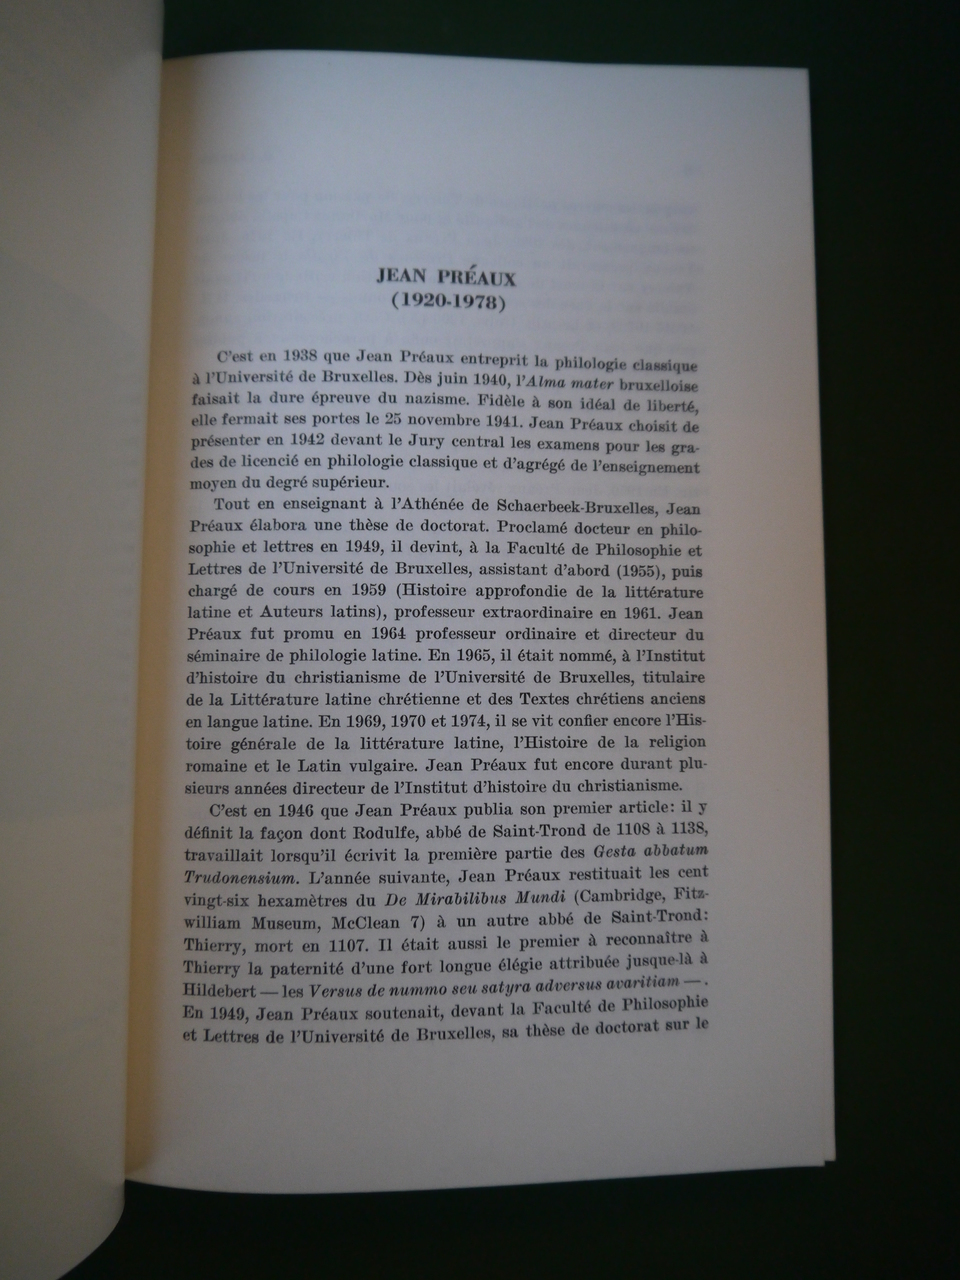 JEAN PRÉAUX
(1920-1978)
C'est en 1938 que Jean Préaux entreprit la philologie classique
à l'Université de Bruxelles. Dès juin 1940, l'Alma mater bruxelloise
faisait la dure épreuve du nazisme. Fidèle à son idéal de liberté,
elle fermait ses portes le 25 novembre 1941. Jean Préaux choisit de
présenter en 1942 devant le Jury central les examens pour les gra-
des de licencié en philologie classique et d'agrégé de l'enseignement
moyen du degré supérieur.
Tout en enseignant à l'Athénée de Schaerbeek-Bruxelles, Jean
Préaux élabora une thèse de doctorat. Proclamé docteur en philo-
sophie et lettres en 1949, il devint, à la Faculté de Philosophie et
Lettres de l'Université de Bruxelles, assistant d'abord (1955), puis
chargé de cours en 1959 (Histoire approfondie de la littérature
latine et Auteurs latins), professeur extraordinaire en 1961. Jean
Préaux fut promu en 1964 professeur ordinaire et directeur du
séminaire de philologie latine. En 1965, il était nommé, à l'Institut
d'histoire du christianisme de l'Université de Bruxelles, titulaire
de la Littérature latine chrétienne et des Textes chrétiens anciens
en langue latine. En 1969, 1970 et 1974, il se vit confier encore l'His-
toire générale de la littérature latine, l'Histoire de la religion
romaine et le Latin vulgaire. Jean Préaux fut encore durant plu-
sieurs années directeur de l'Institut d'histoire du christianisme.
C'est en 1946 que Jean Préaux publia son premier article: il y
définit la façon dont Rodulfe, abbé de Saint-Trond de 1108 à 1138,
travaillait lorsqu'il écrivit la première partie des Gesta abbatum
Trudonensium. L'année suivante, Jean Préaux restituait les cent
vingt-six hexamètres du De Mirabilibus Mundi (Cambridge, Fitz-
william Museum, McClean 7) à un autre abbé de Saint-Trond:
Thierry, mort en 1107. Il était aussi le premier à reconnaître à
Thierry la paternité d'une fort longue élégie attribuée jusque-là à
Hildebert — les Versus de nummo seu satyra adversus avaritiam —.
En 1949, Jean Préaux soutenait, devant la Faculté de Philosophie
et Lettres de l'Université de Bruxelles, sa thèse de doctorat sur le